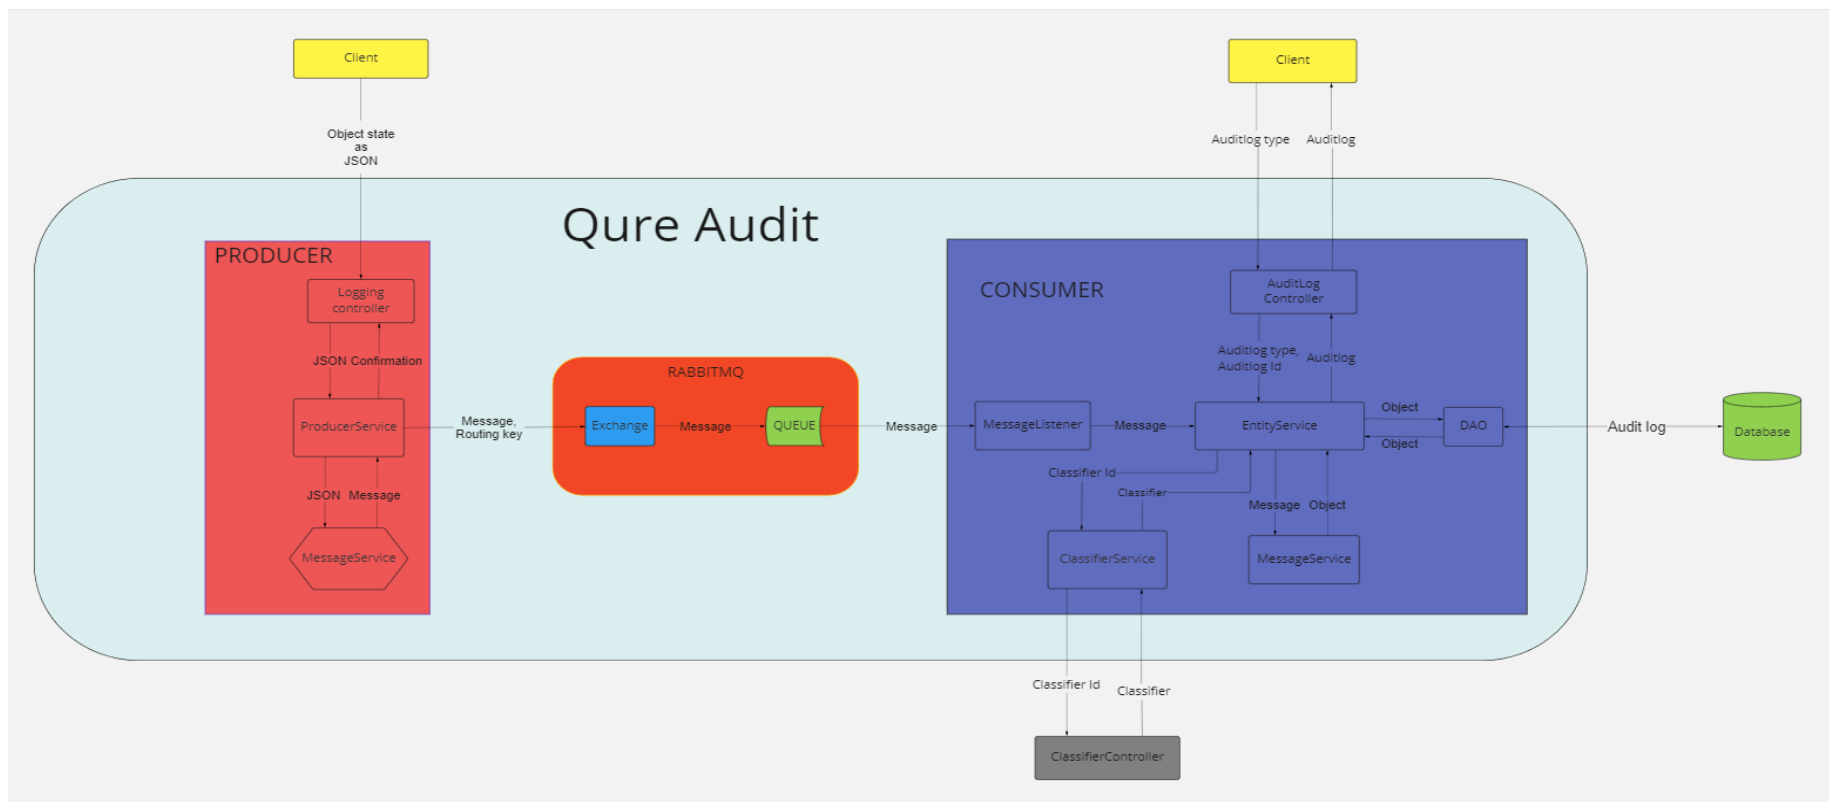 Client
Client
Object state
as
JSON
Auditlog type
Auditlog
Qure Audit
PRODUCER
Logging
controller
JSON
Confirmation
ProducerService
JSON
Message
MessageService
Message,
Routing key
RABBITMQ
Exchange
Message
QUEUE
Message
CONSUMER
AuditLog
Controller
Auditlog type,
Auditlog Id
Auditlog
MessageListener
Message
EntityService
Object
Object
DAO
Audit log
Database
Classifier Id
Classifier
Message
Object
ClassifierService
MessageService
Classifier Id
Classifier
ClassifierController